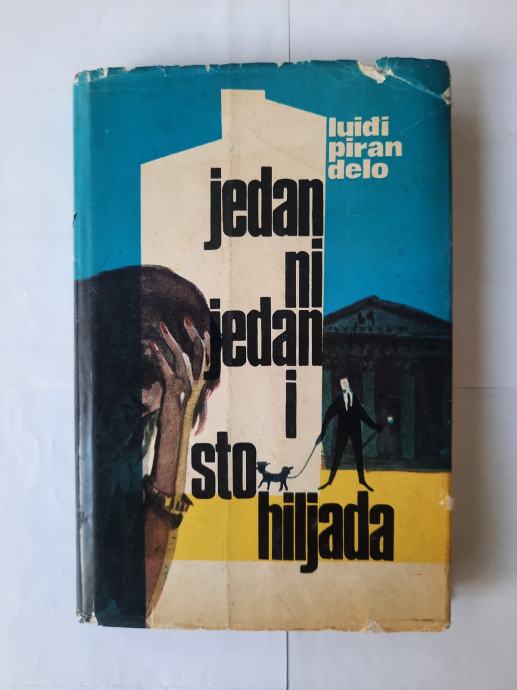 luidi
piran
delo
jedan
ni
jedan
i
sto
hiljada